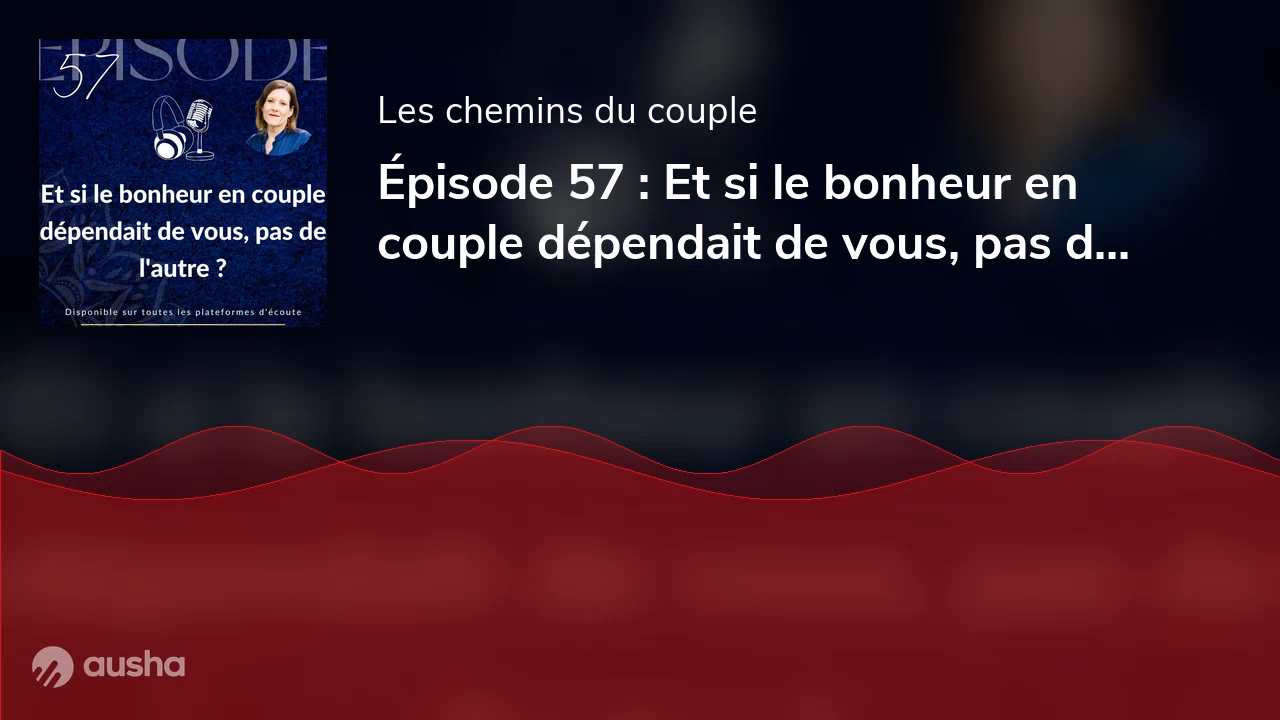 ÉPISODE
57
Et si le bonheur en couple
dépendait de vous, pas de
l'autre ?
Disponible sur toutes les plateformes d'écoute
Les chemins du couple
Épisode 57 : Et si le bonheur en
couple dépendait de vous, pas d...
ausha